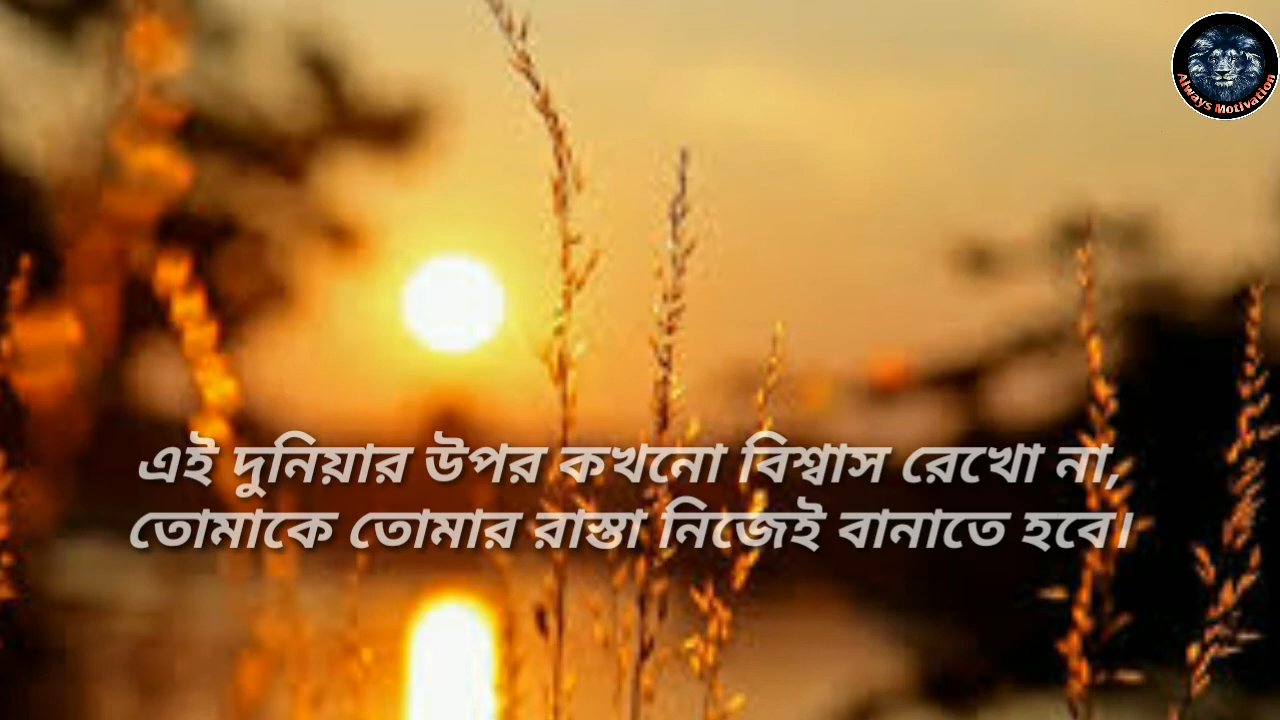 Always Motivation
এই দুনিয়ার উপর কখনো বিশ্বাস রেখো না,
তোমাকে তোমার রাস্তা নিজেই বানাতে হবে।